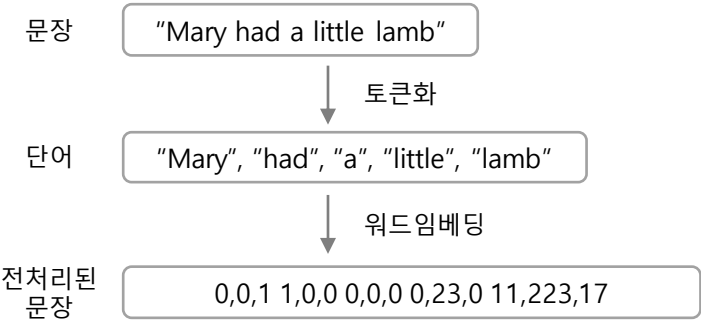 문장
“Mary had a little lamb”
토큰화
단어
“Mary”, “had”, “a”, “little”, “lamb”
워드임베딩
전처리된
문장
0,0,1 1,0,0 0,0,0 0,23,0 11,223,17